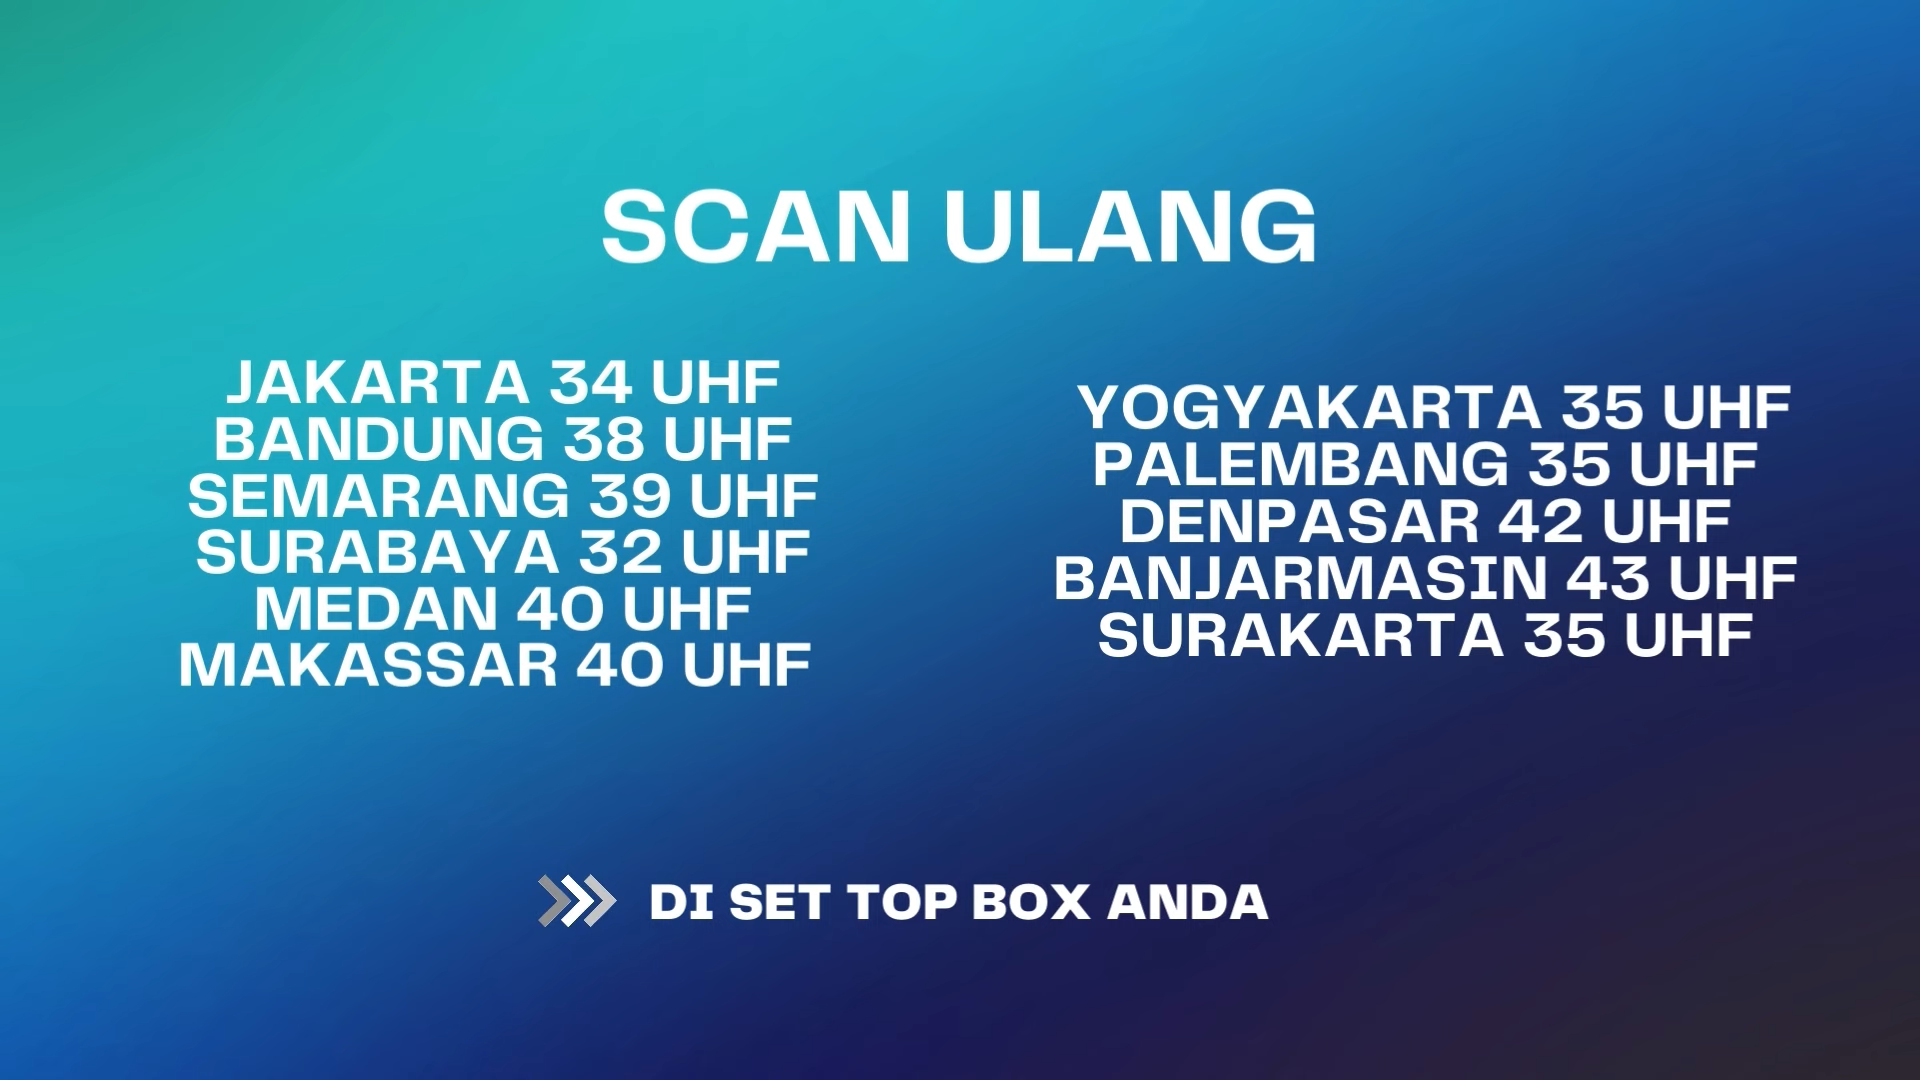 SCAN ULANG
JAKARTA 34 UHF
BANDUNG 38 UHF
SEMARANG 39 UHF
SURABAYA 32 UHF
MEDAN 40 UHF
MAKASSAR 40 UHF
YOGYAKARTA 35 UHF
PALEMBANG 35 UHF
DENPASAR 42 UHF
BANJARMASIN 43 UHF
SURAKARTA 35 UHF
DI SET TOP BOX ANDA